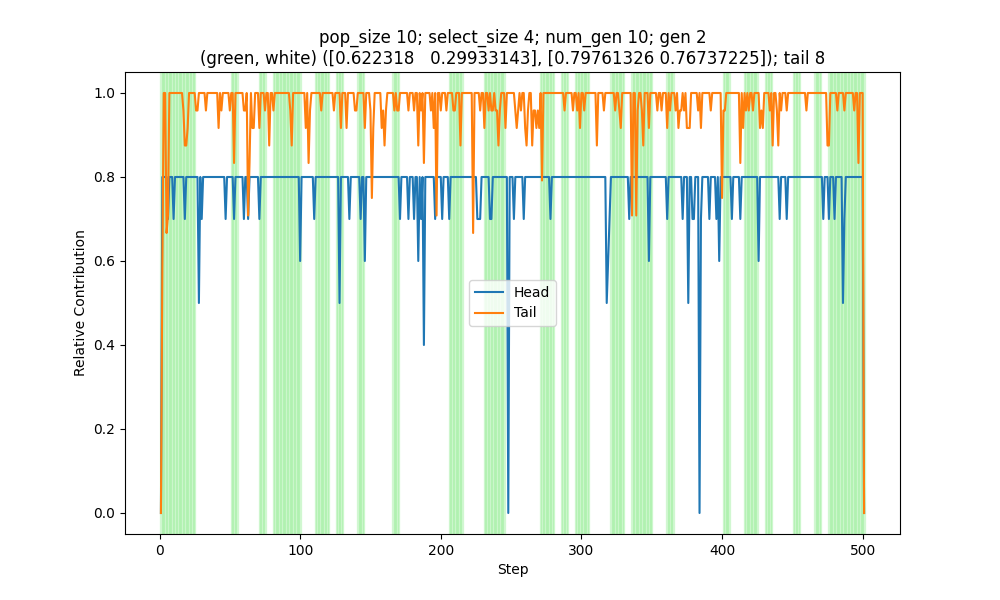 pop_size 10; select_size 4; num_gen 10; gen 2
(green, white) ([0.622318   0.29933143], [0.79761326 0.76737225]); tail 8
Relative Contribution
1.0
0.8
0.6
0.4
0.2
0.0
Head
Tail
0 100 200 300 400 500
Step